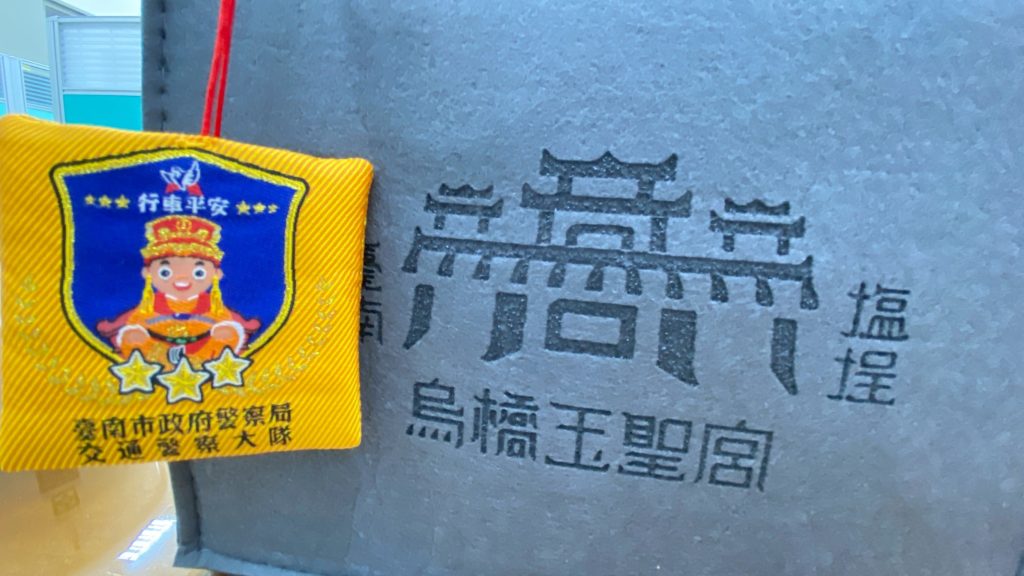 行車平安
臺南市政府警察局
交通警察大隊
臺南
塭埕
烏橋玉聖宮